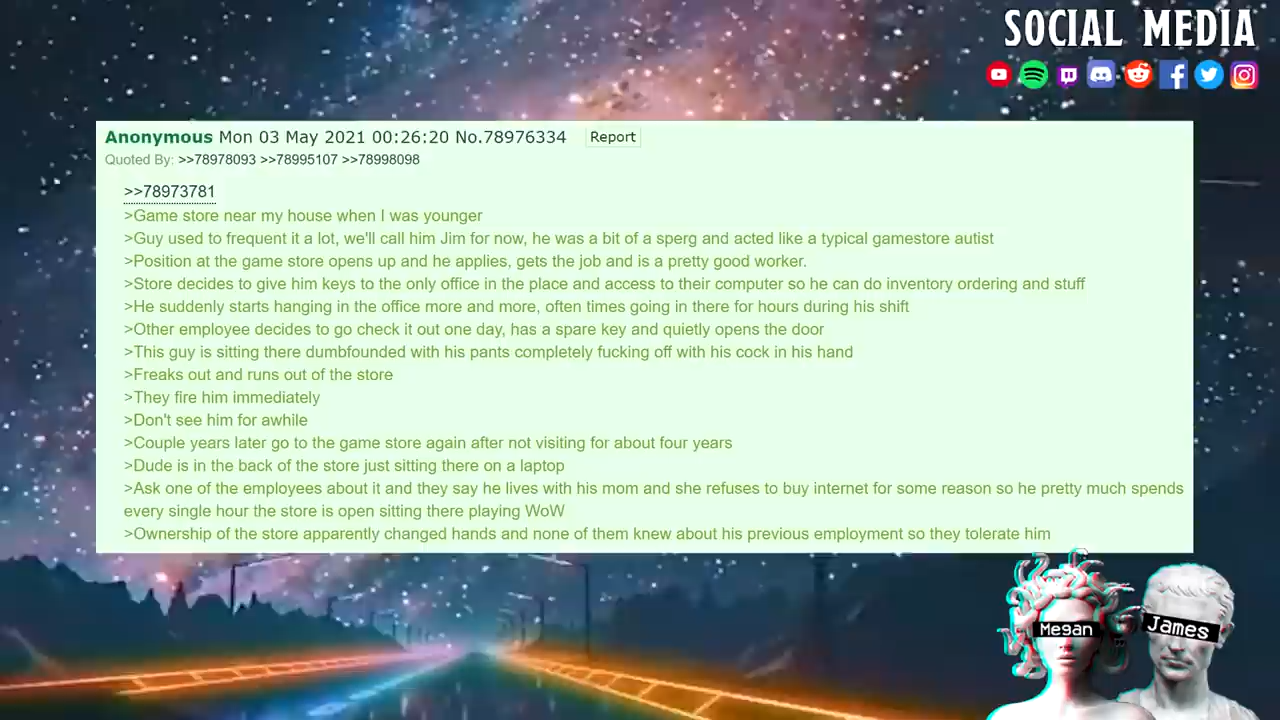 SOCIAL MEDIA
Anonymous Mon 03 May 2021 00:26:20 No.78976334 Report
Quoted By: >>78978093 >>78995107 >>78998098
>>78973781
>Game store near my house when I was younger
>Guy used to frequent it a lot, we'll call him Jim for now, he was a bit of a sperg and acted like a typical gamestore autist
>Position at the game store opens up and he applies, gets the job and is a pretty good worker.
>Store decides to give him keys to the only office in the place and access to their computer so he can do inventory ordering and stuff
>He suddenly starts hanging in the office more and more, often times going in there for hours during his shift
>Other employee decides to go check it out one day, has a spare key and quietly opens the door
>This guy is sitting there dumbfounded with his pants completely fucking off with his cock in his hand
>Freaks out and runs out of the store
>They fire him immediately
>Don't see him for awhile
>Couple years later go to the game store again after not visiting for about four years
>Dude is in the back of the store just sitting there on a laptop
>Ask one of the employees about it and they say he lives with his mom and she refuses to buy internet for some reason so he pretty much spends
every single hour the store is open sitting there playing WoW
>Ownership of the store apparently changed hands and none of them knew about his previous employment so they tolerate him
Megan
James